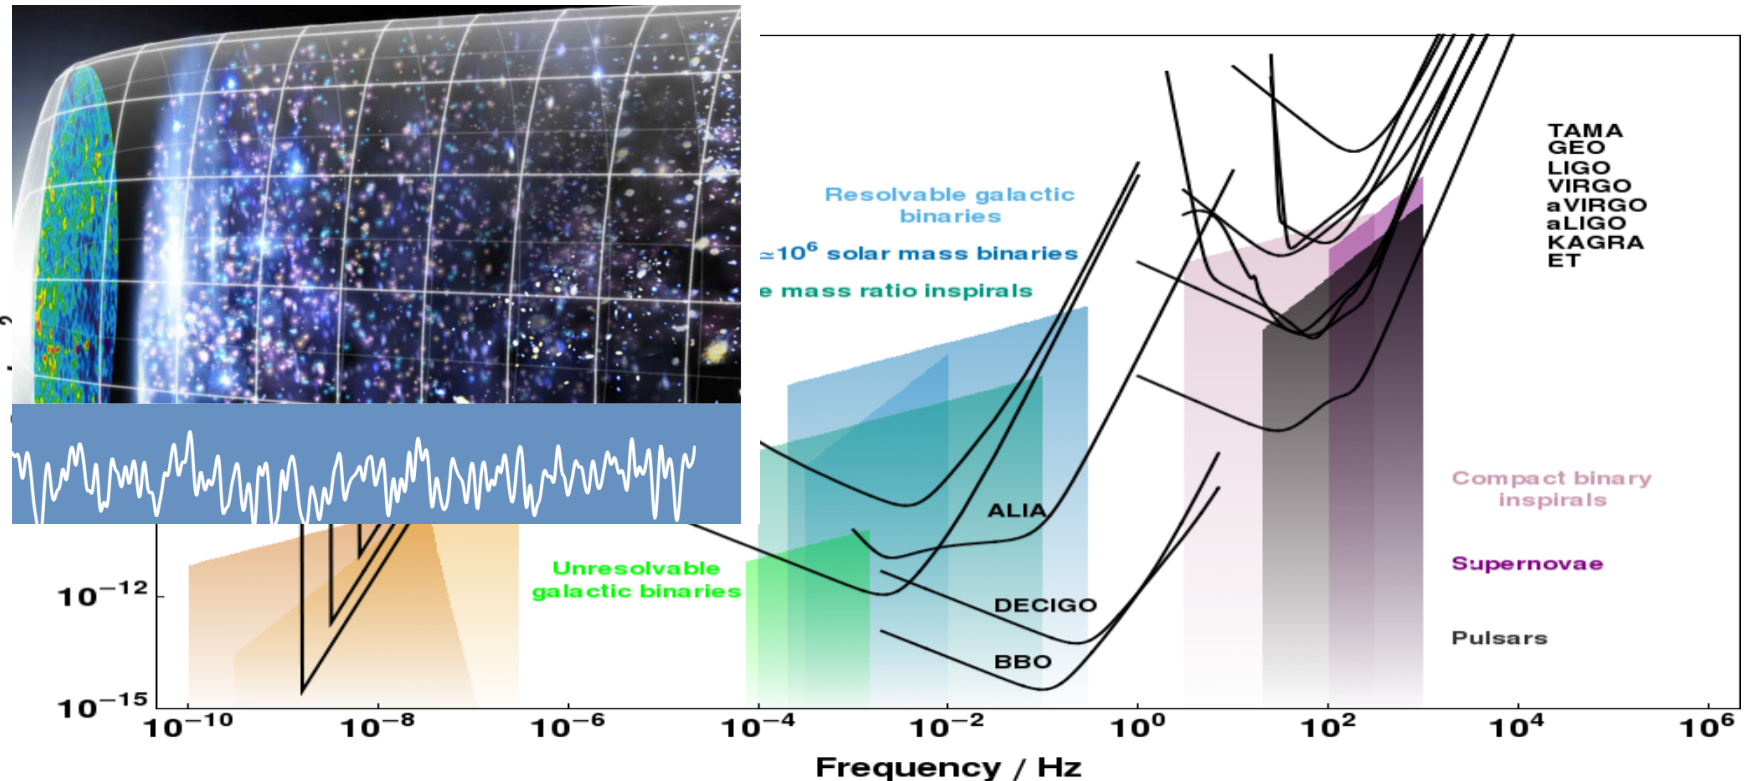 Resolvable galactic
binaries
≃10⁶ solar mass binaries
e mass ratio inspirals
TAMA
GEO
LIGO
VIRGO
aVIRGO
aLIGO
KAGRA
ET
ALIA
Compact binary
inspirals
Unresolvable
galactic binaries
Supernovae
DECIGO
BBO
Pulsars
10⁻¹²
10⁻¹⁵
10⁻¹⁰ 10⁻⁸ 10⁻⁶ 10⁻⁴ 10⁻² 10⁰ 10² 10⁴ 10⁶
Frequency / Hz